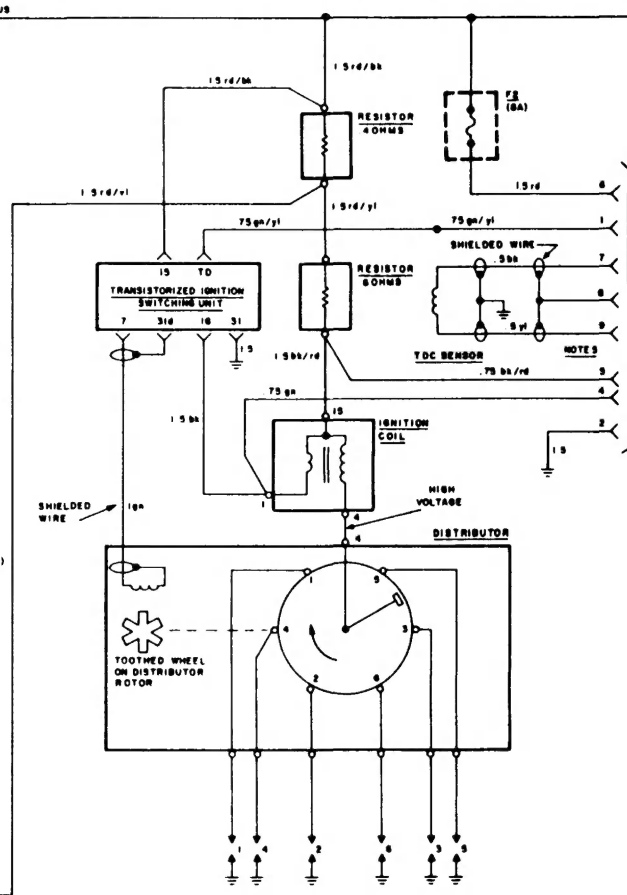 US
1.5 rd/bk
1.5 rd/bk
F2
(8A)
RESISTOR
4 OHMS
1.5 rd/vl
1.5 rd/yl
1.5 rd
6
.75 gn/yl
.75 gn/yl
1
SHIELDED WIRE
.5 bk
7
15
TD
TRANSISTORIZED IGNITION
SWITCHING UNIT
7
31d
16
31
RESISTOR
6 OHMS
8
.5 yl
9
TDC SENSOR
NOTES
1.5
1.5 bk/rd
.75 bk/rd
5
.75 gn
4
1.5 bk
15
IGNITION
COIL
2
1.5
1
SHIELDED
WIRE
1gn
4
HIGH
VOLTAGE
4
DISTRIBUTOR
)
1
5
4
3
2
6
TOOTHED WHEEL
ON DISTRIBUTOR
ROTOR
1
4
2
6
3
5